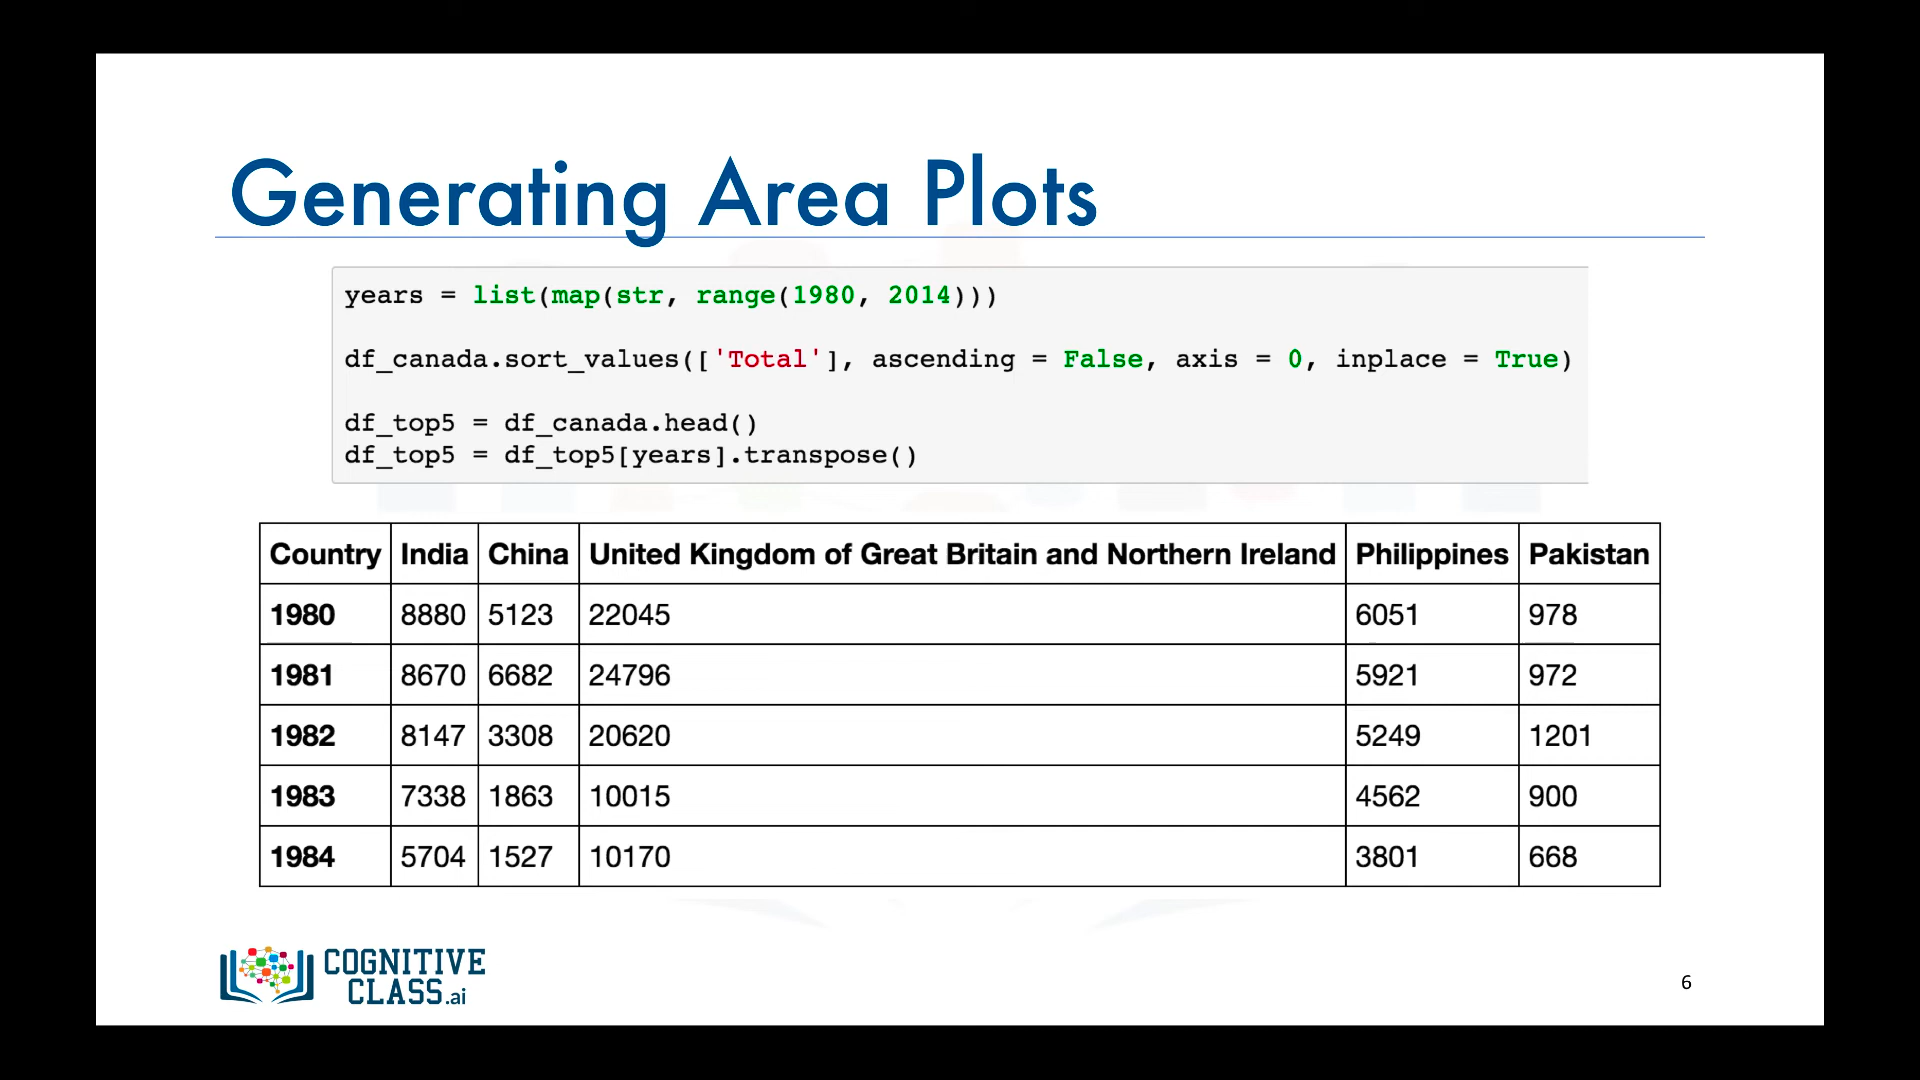 Generating Area Plots
years = list(map(str, range(1980, 2014)))
df_canada.sort_values(['Total'], ascending = False, axis = 0, inplace = True)
df_top5 = df_canada.head()
df_top5 = df_top5[years].transpose()
Country India China United Kingdom of Great Britain and Northern Ireland Philippines Pakistan
1980 8880 5123 22045 6051 978
1981 8670 6682 24796 5921 972
1982 8147 3308 20620 5249 1201
1983 7338 1863 10015 4562 900
1984 5704 1527 10170 3801 668
COGNITIVE
CLASS.ai
6